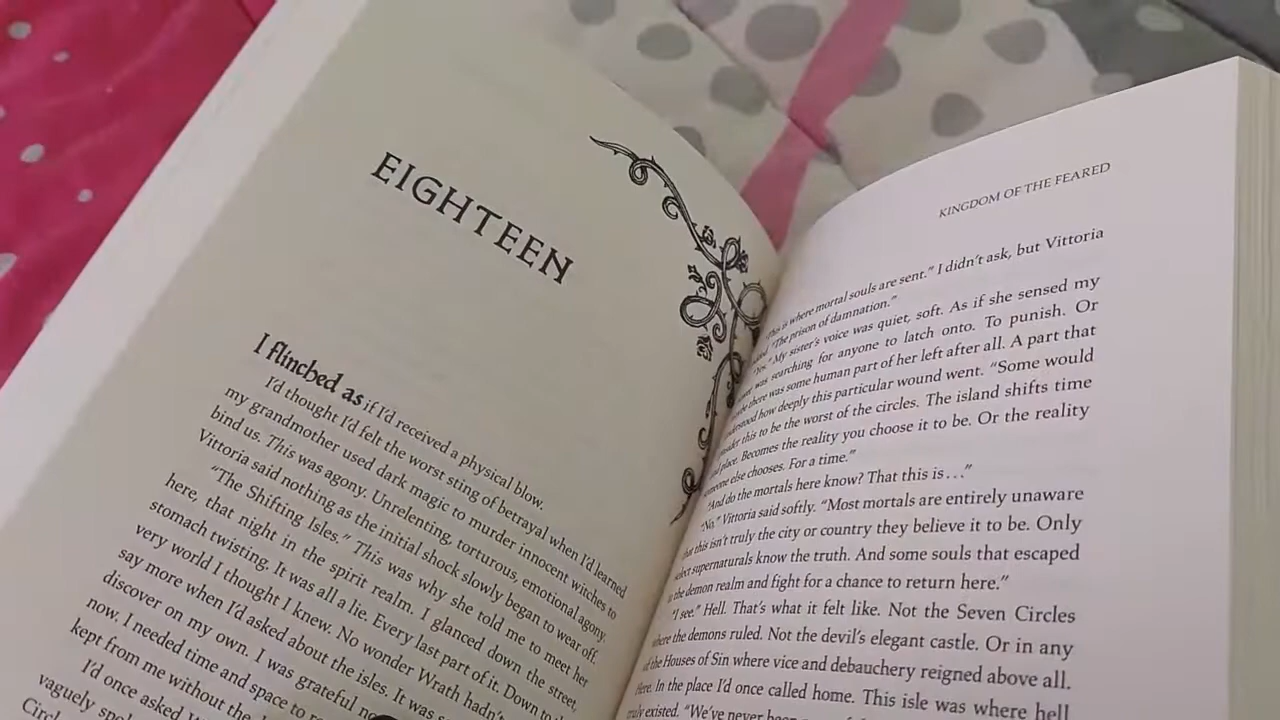 EIGHTEEN
I flinched as if I'd received a physical blow.
I'd thought I'd felt the worst sting of betrayal when I'd learned
my grandmother used dark magic to murder innocent witches to
bind us. This was agony. Unrelenting, torturous, emotional agony.
Vittoria said nothing as the initial shock slowly began to wear off.
"The Shifting Isles." This was why she told me to meet her
here, that night in the spirit realm. I glanced down the street,
stomach twisting. It was all a lie. Every last part of it. Down to the
very world I thought I knew. No wonder Wrath hadn't
say more when I'd asked about the isles. It was
discover on my own. I was grateful
now. I needed time and space to
kept from me without the
I'd once asked
vaguely
KINGDOM OF THE FEARED
"This is where mortal souls are sent." I didn't ask, but Vittoria
"The prison of damnation."
"Yes." My sister's voice was quiet, soft. As if she sensed my
was searching for anyone to latch onto. To punish. Or
there was some human part of her left after all. A part that
understood how deeply this particular wound went. "Some would
this to be the worst of the circles. The island shifts time
and place. Becomes the reality you choose it to be. Or the reality
someone else chooses. For a time."
"And do the mortals here know? That this is . . ."
"No," Vittoria said softly. "Most mortals are entirely unaware
that this isn't truly the city or country they believe it to be. Only
select supernaturals know the truth. And some souls that escaped
to the demon realm and fight for a chance to return here."
"I see." Hell. That's what it felt like. Not the Seven Circles
where the demons ruled. Not the devil's elegant castle. Or in any
of the Houses of Sin where vice and debauchery reigned above all.
Here. In the place I'd once called home. This isle was where hell
truly existed. "We've never been